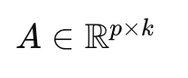 A ∈ ℝ^{p×k}